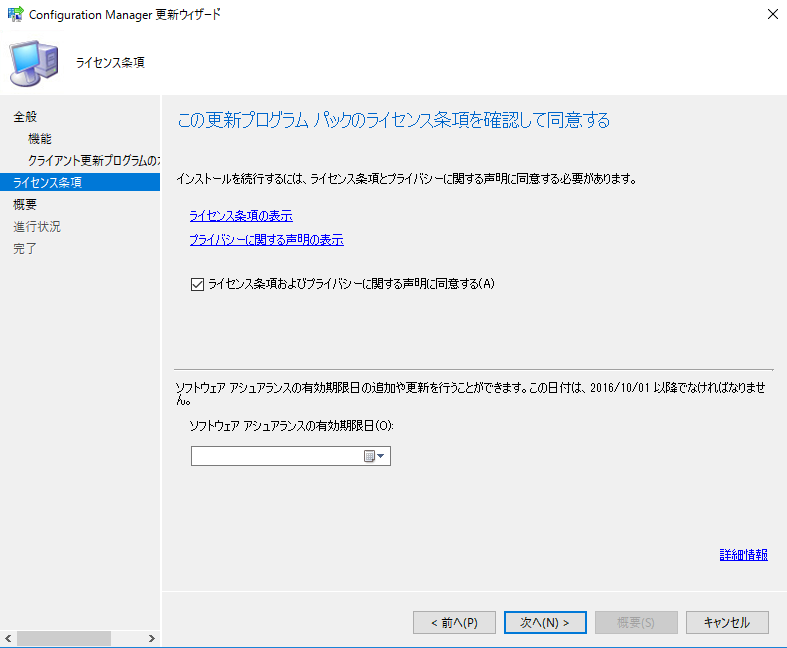 Configuration Manager 更新ウィザード
ライセンス条項
全般
機能
クライアント更新プログラムの
ライセンス条項
概要
進行状況
完了
この更新プログラム パックのライセンス条項を確認して同意する
インストールを続行するには、ライセンス条項とプライバシーに関する声明に同意する必要があります。
ライセンス条項の表示
プライバシーに関する声明の表示
ライセンス条項およびプライバシーに関する声明に同意する(A)
ソフトウェア アシュアランスの有効期限日の追加や更新を行うことができます。この日付は、2016/10/01 以降でなければなりませ
ん。
ソフトウェア アシュアランスの有効期限日(O):
詳細情報
< 前へ(P)
次へ(N) >
概要(S)
キャンセル